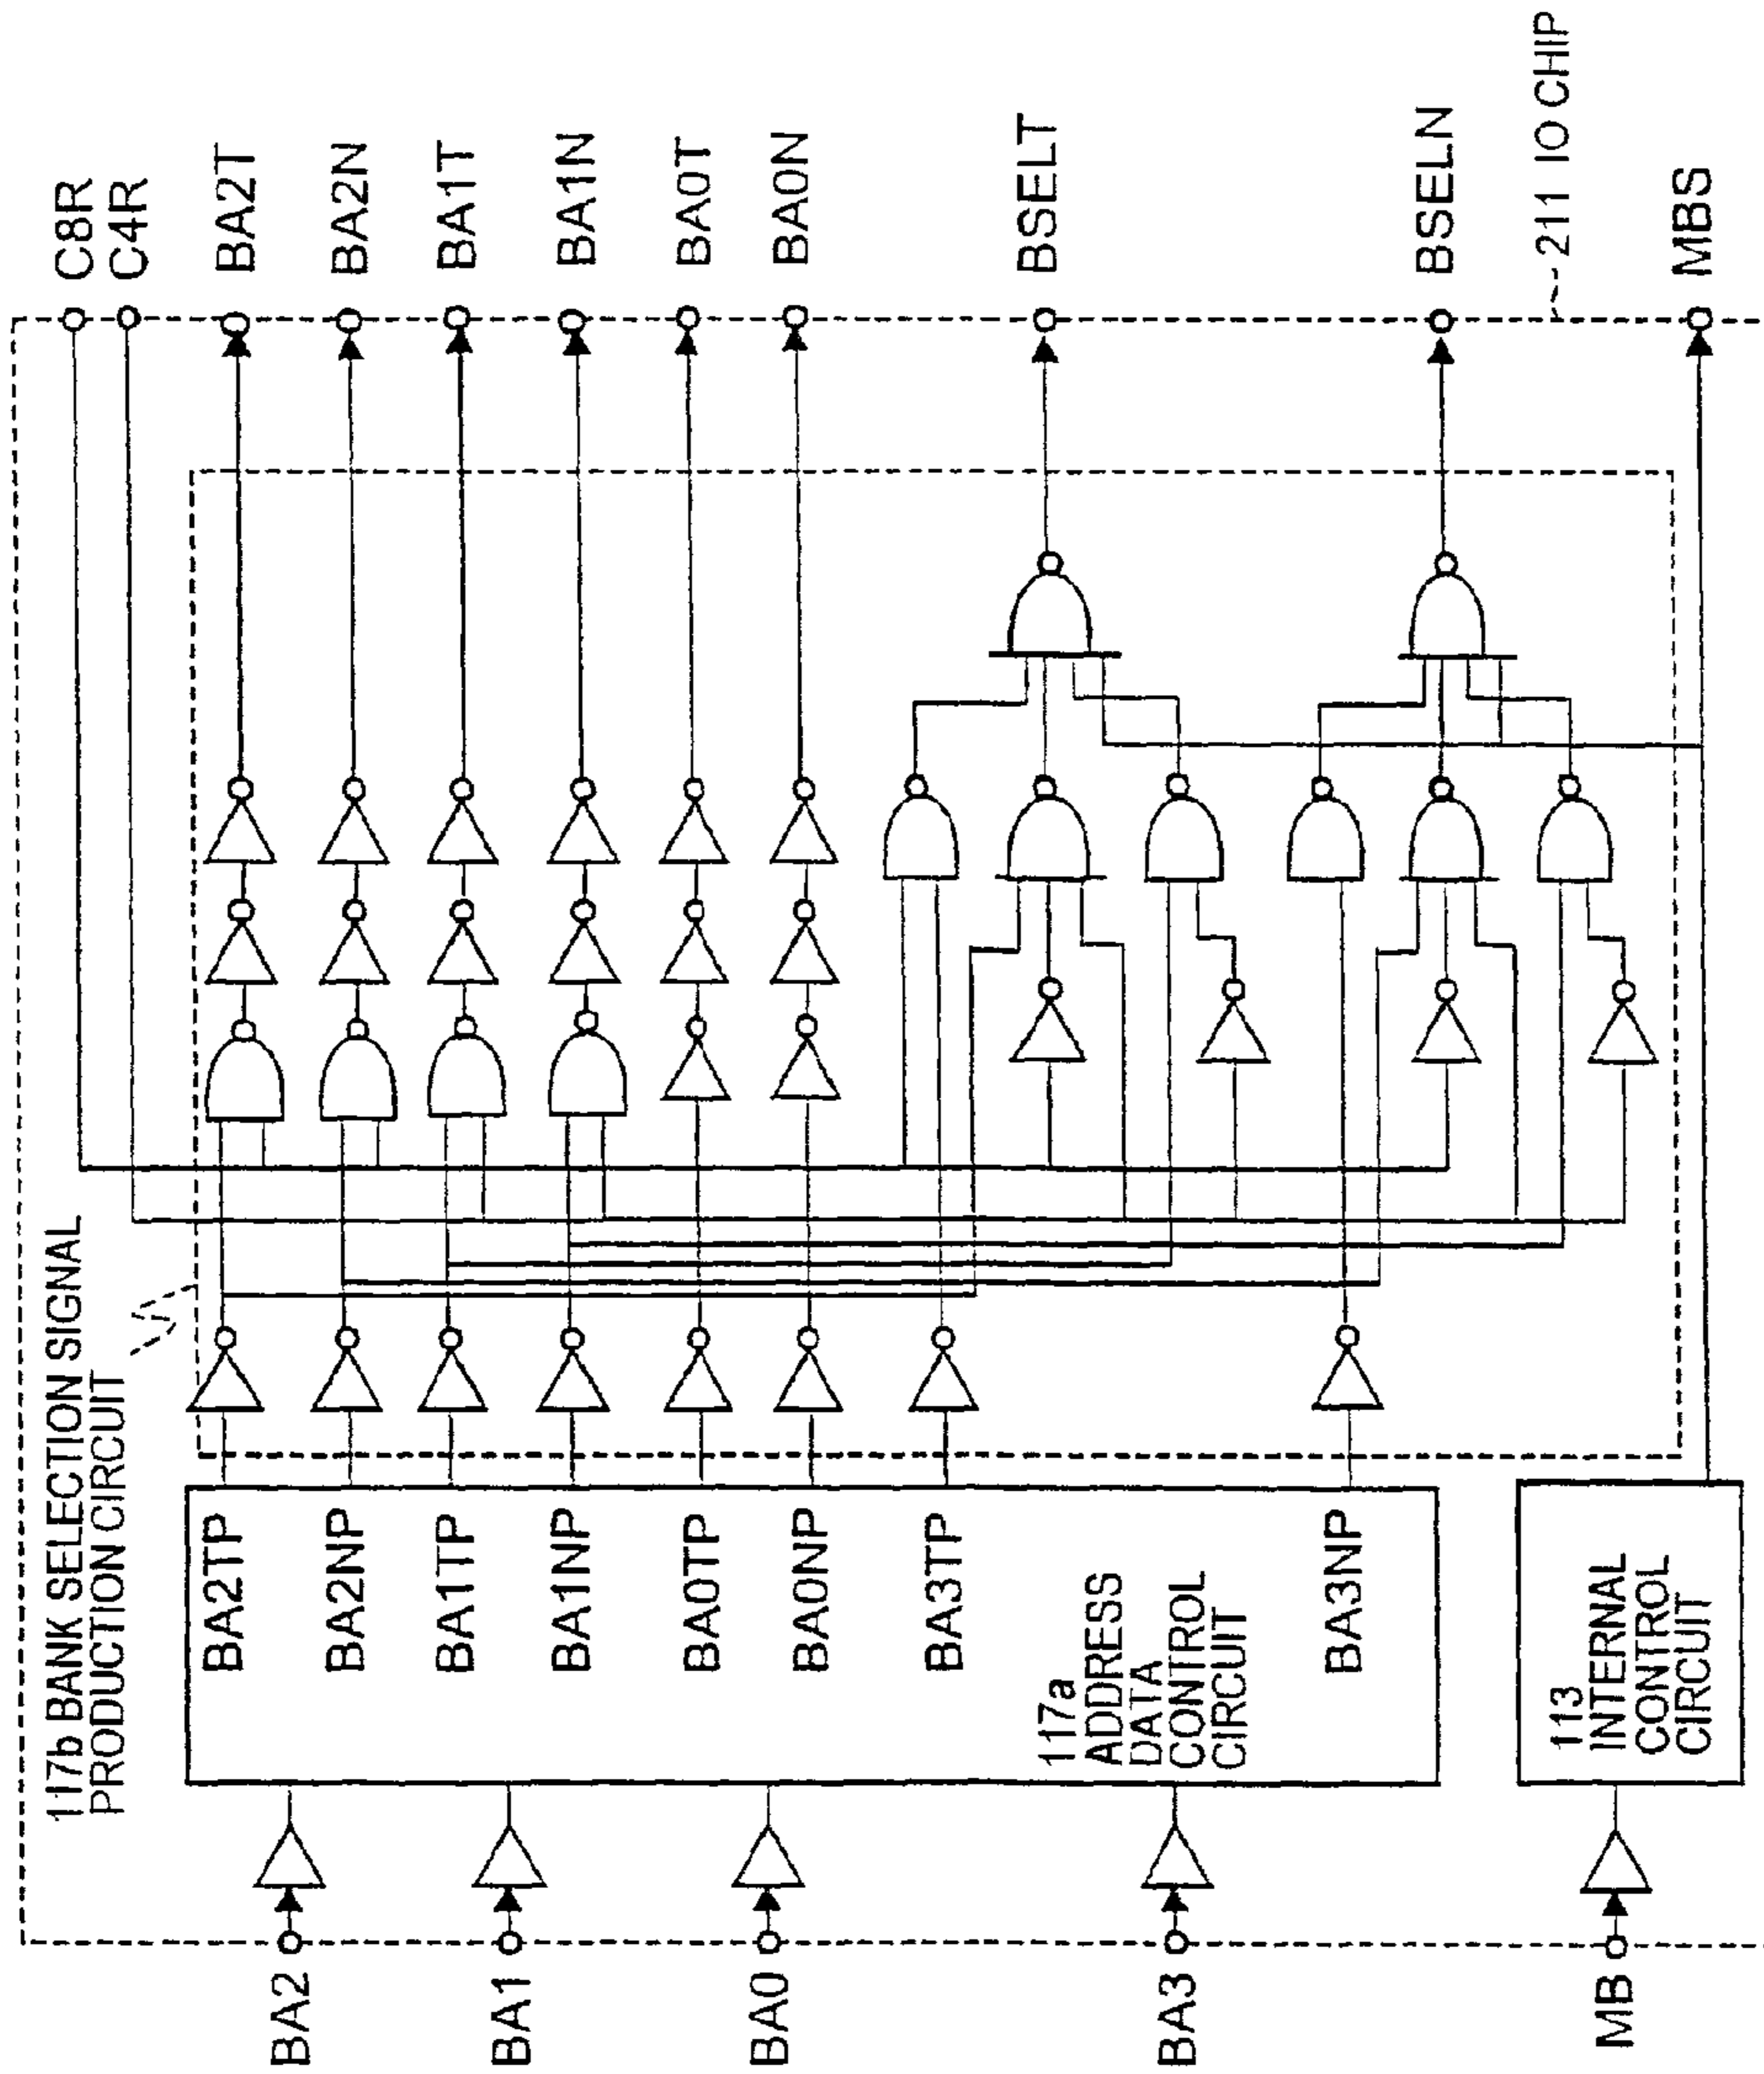 C8R
C4R
BA2T
BA2N
BA1T
BA1N
BA0T
BA0N
BSELT
BSELN
211 IO CHIP
MBS
117b BANK SELECTION SIGNAL
PRODUCTION CIRCUIT
BA2TP
BA2NP
BA1TP
BA1NP
BA0TP
BA0NP
BA3TP
BA3NP
117a
ADDRESS
DATA
CONTROL
CIRCUIT
113
INTERNAL
CONTROL
CIRCUIT
BA2
BA1
BA0
BA3
MB